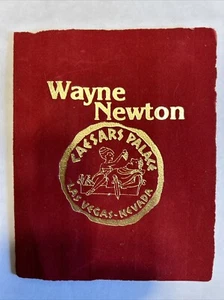 Wayne
Newton
CAESARS PALACE
LAS VEGAS-NEVADA